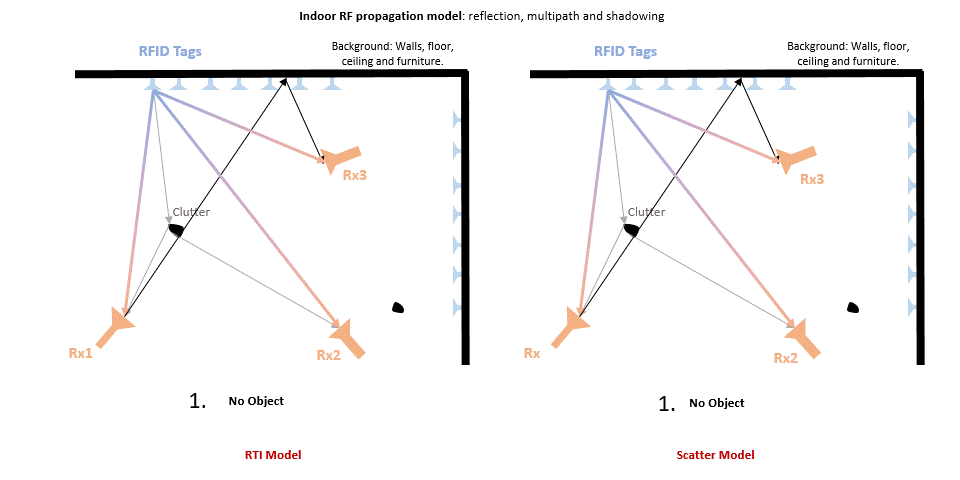 Indoor RF propagation model: reflection, multipath and shadowing
RFID Tags
Background: Walls, floor,
ceiling and furniture.
Rx3
Clutter
Rx1
Rx2
1. No Object
RTI Model
RFID Tags
Background: Walls, floor,
ceiling and furniture.
Rx3
Clutter
Rx
Rx2
1. No Object
Scatter Model